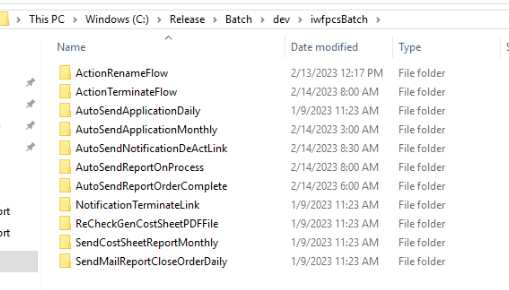 This PC > Windows (C:) > Release > Batch > dev > iwfpcsBatch >
Name Date modified Type
ActionRenameFlow 2/13/2023 12:17 PM File folder
ActionTerminateFlow 2/14/2023 8:00 AM File folder
AutoSendApplicationDaily 1/9/2023 11:23 AM File folder
AutoSendApplicationMonthly 2/14/2023 3:00 AM File folder
AutoSendNotificationDeActLink 2/14/2023 8:30 AM File folder
AutoSendReportOnProcess 2/14/2023 8:00 AM File folder
AutoSendReportOrderComplete 2/14/2023 6:00 AM File folder
ort NotificationTerminateLink 1/9/2023 11:23 AM File folder
ort ReCheckGenCostSheetPDFFile 1/9/2023 11:23 AM File folder
SendCostSheetReportMonthly 1/9/2023 11:23 AM File folder
SendMailReportCloseOrderDaily 1/9/2023 11:23 AM File folder